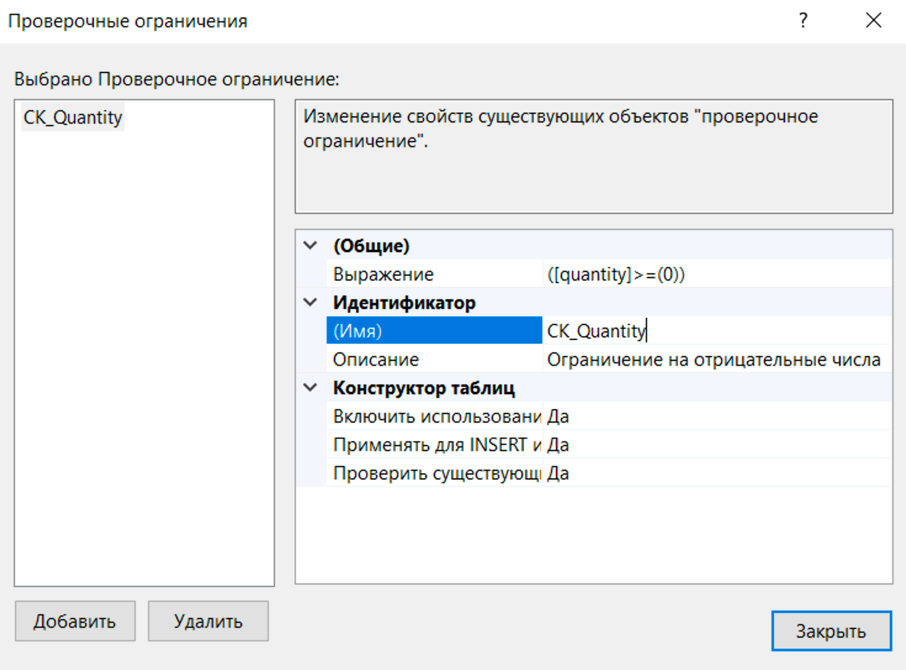 Проверочные ограничения
?
Выбрано Проверочное ограничение:
CK_Quantity
Изменение свойств существующих объектов "проверочное
ограничение".
(Общие)
Выражение ([quantity]>=(0))
Идентификатор
(Имя) CK_Quantity
Описание Ограничение на отрицательные числа
Конструктор таблиц
Включить использовани Да
Применять для INSERT и Да
Проверить существующ Да
Добавить Удалить
Закрыть